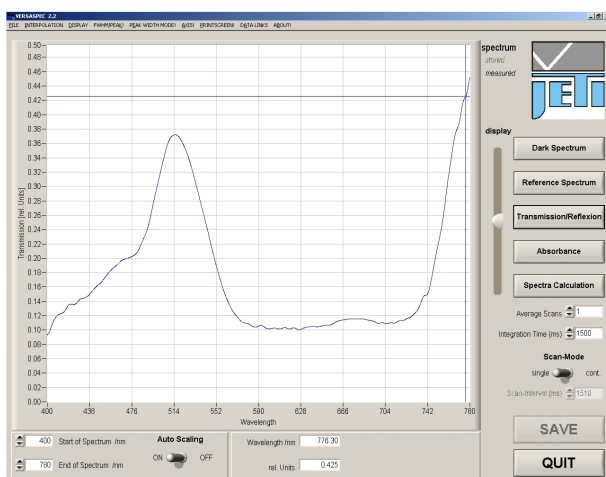 VERSASPEC 2.2
FILE INTERPOLATION DISPLAY FWHM(PEAK)! PEAK WIDTH MODE! AXIS! PRINTSCREEN! DATA LINKS ABOUT!
spectrum
stored
measured
JETI
display
Dark Spectrum
Reference Spectrum
Transmission/Reflexion
Absorbance
Spectra Calculation
Average Scans 1
Integration Time (ms) 1500
Scan-Mode
single cont.
Scan-Intervel (ms) 1510
SAVE
QUIT
Transmission [rel. Units]
0.50
0.48
0.46
0.44
0.42
0.40
0.38
0.36
0.34
0.32
0.30
0.28
0.26
0.24
0.22
0.20
0.18
0.16
0.14
0.12
0.10
0.08
0.06
0.04
0.02
0.00
400 438 476 514 552 590 628 666 704 742 780
Wavelength
400 Start of Spectrum /nm
780 End of Spectrum /nm
Auto Scaling
ON OFF
Wavelength /nm 776.30
rel. Units 0.425